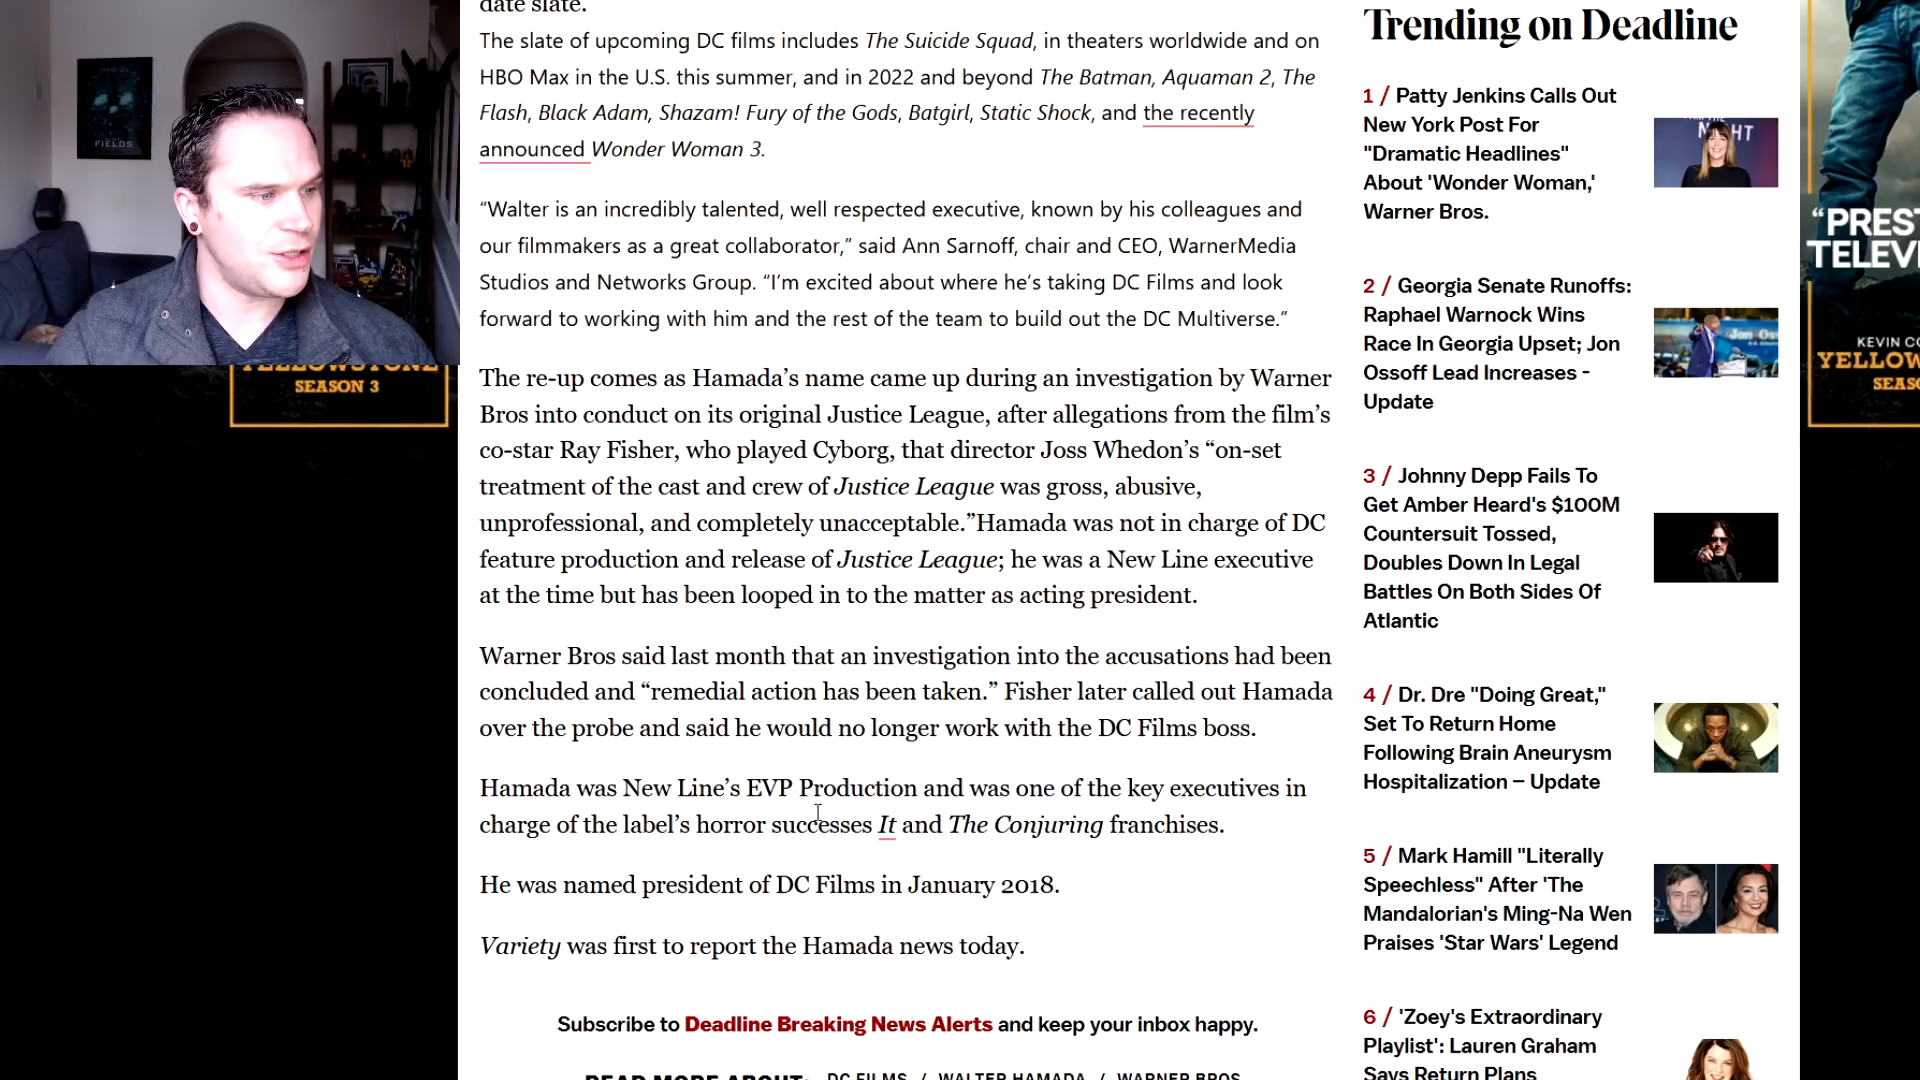 date slate.
The slate of upcoming DC films includes The Suicide Squad, in theaters worldwide and on
HBO Max in the U.S. this summer, and in 2022 and beyond The Batman, Aquaman 2, The
Flash, Black Adam, Shazam! Fury of the Gods, Batgirl, Static Shock, and the recently
announced Wonder Woman 3.
“Walter is an incredibly talented, well respected executive, known by his colleagues and
our filmmakers as a great collaborator,” said Ann Sarnoff, chair and CEO, WarnerMedia
Studios and Networks Group. “I’m excited about where he’s taking DC Films and look
forward to working with him and the rest of the team to build out the DC Multiverse.”
The re-up comes as Hamada’s name came up during an investigation by Warner
Bros into conduct on its original Justice League, after allegations from the film’s
co-star Ray Fisher, who played Cyborg, that director Joss Whedon’s “on-set
treatment of the cast and crew of Justice League was gross, abusive,
unprofessional, and completely unacceptable.”Hamada was not in charge of DC
feature production and release of Justice League; he was a New Line executive
at the time but has been looped in to the matter as acting president.
Warner Bros said last month that an investigation into the accusations had been
concluded and “remedial action has been taken.” Fisher later called out Hamada
over the probe and said he would no longer work with the DC Films boss.
Hamada was New Line’s EVP Production and was one of the key executives in
charge of the label’s horror successes It and The Conjuring franchises.
He was named president of DC Films in January 2018.
Variety was first to report the Hamada news today.
Subscribe to Deadline Breaking News Alerts and keep your inbox happy.
READ MORE ABOUT: DC FILMS / WALTER HAMADA / WARNER BROS
Trending on Deadline
1 / Patty Jenkins Calls Out
New York Post For
"Dramatic Headlines"
About 'Wonder Woman,'
Warner Bros.
2 / Georgia Senate Runoffs:
Raphael Warnock Wins
Race In Georgia Upset; Jon
Ossoff Lead Increases -
Update
3 / Johnny Depp Fails To
Get Amber Heard's $100M
Countersuit Tossed,
Doubles Down In Legal
Battles On Both Sides Of
Atlantic
4 / Dr. Dre "Doing Great,"
Set To Return Home
Following Brain Aneurysm
Hospitalization – Update
5 / Mark Hamill "Literally
Speechless" After 'The
Mandalorian's Ming-Na Wen
Praises 'Star Wars' Legend
6 / 'Zoey's Extraordinary
Playlist': Lauren Graham
Says Return Plans
FIELDS
YELLOWSTONE
SEASON 3
“PREST
TELEV
KEVIN CO
YELLOW
SEAS